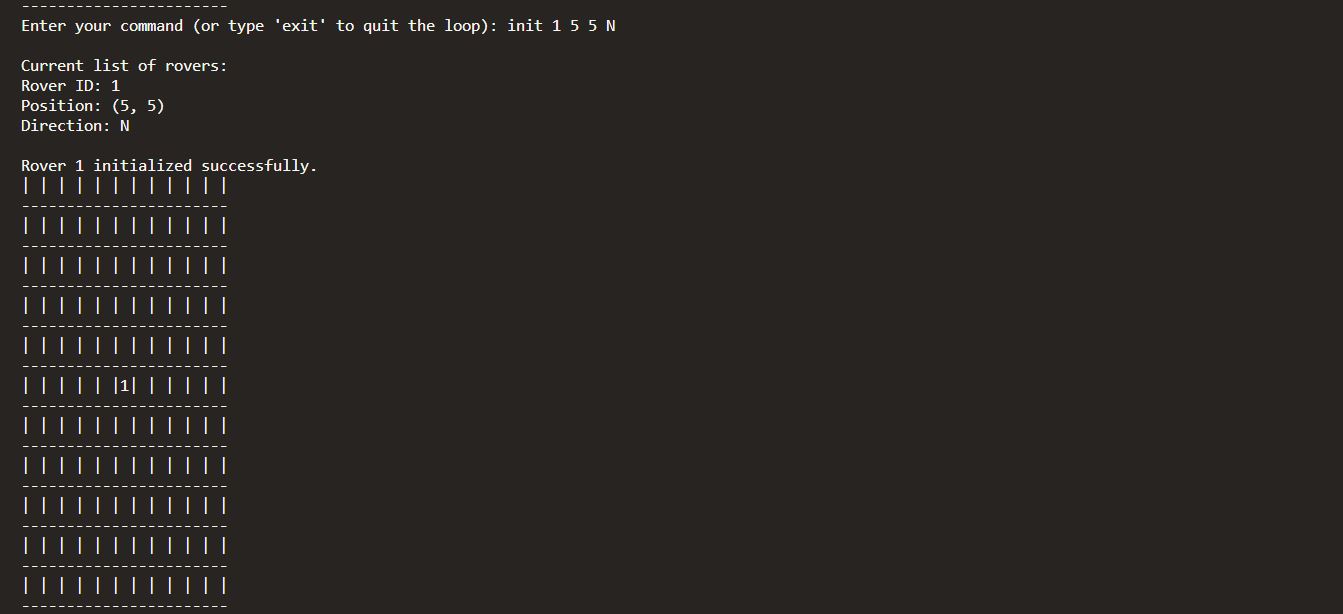 -----------------------
Enter your command (or type 'exit' to quit the loop): init 1 5 5 N
Current list of rovers:
Rover ID: 1
Position: (5, 5)
Direction: N
Rover 1 initialized successfully.
| | | | | | | | | | | |
-----------------------
| | | | | | | | | | | |
-----------------------
| | | | | | | | | | | |
-----------------------
| | | | | | | | | | | |
-----------------------
| | | | | | | | | | | |
-----------------------
| | | | | |1| | | | | |
-----------------------
| | | | | | | | | | | |
-----------------------
| | | | | | | | | | | |
-----------------------
| | | | | | | | | | | |
-----------------------
| | | | | | | | | | | |
-----------------------
| | | | | | | | | | | |
-----------------------